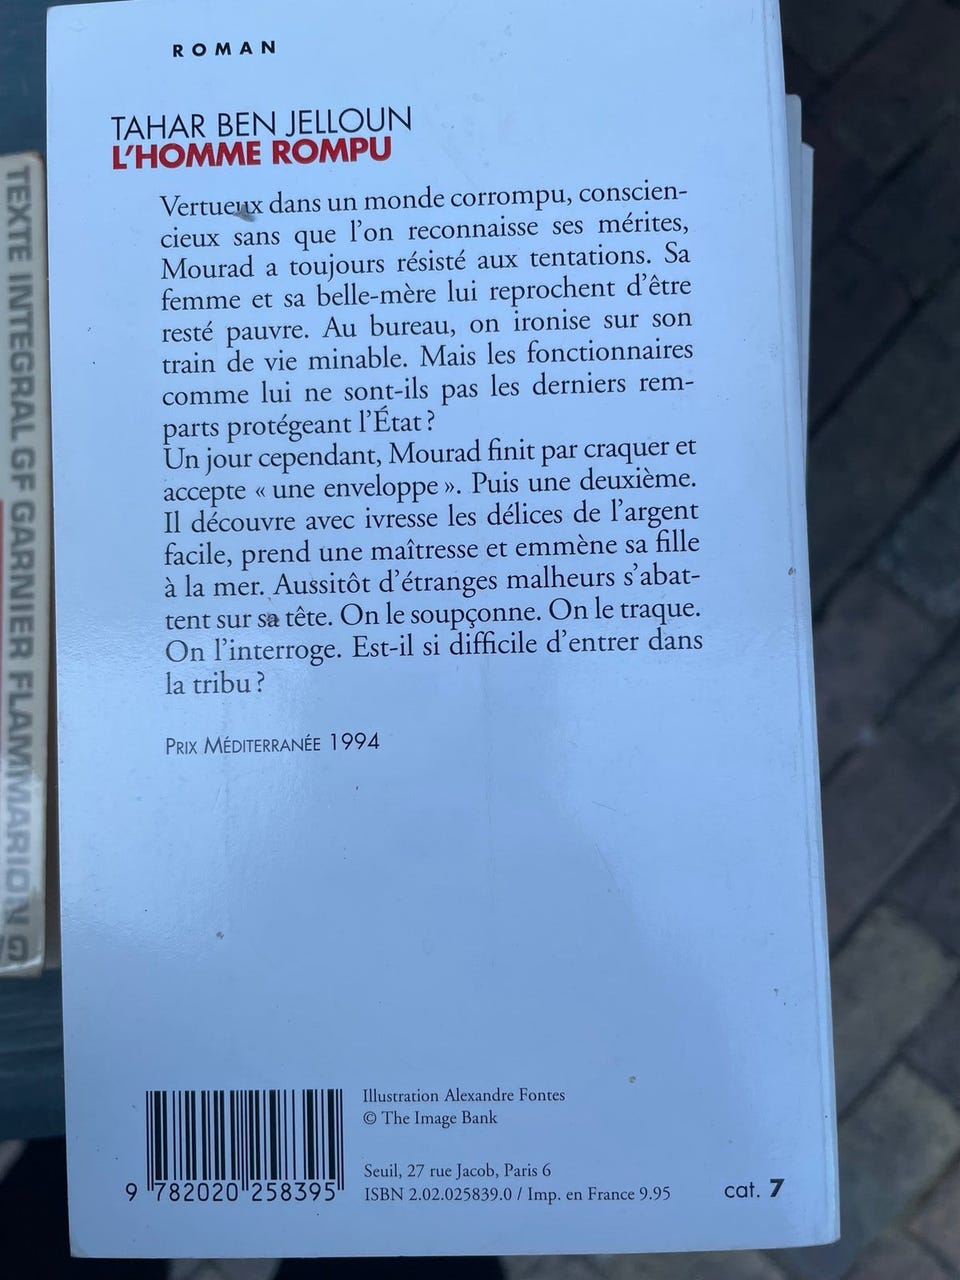 ROMAN
TAHAR BEN JELLOUN
L'HOMME ROMPU
Vertueux dans un monde corrompu, conscien-
cieux sans que l'on reconnaisse ses mérites,
Mourad a toujours résisté aux tentations. Sa
femme et sa belle-mère lui reprochent d'être
resté pauvre. Au bureau, on ironise sur son
train de vie minable. Mais les fonctionnaires
comme lui ne sont-ils pas les derniers rem-
parts protégeant l'État ?
Un jour cependant, Mourad finit par craquer et
accepte « une enveloppe ». Puis une deuxième.
Il découvre avec ivresse les délices de l'argent
facile, prend une maîtresse et emmène sa fille
à la mer. Aussitôt d'étranges malheurs s'abat-
tent sur sa tête. On le soupçonne. On le traque.
On l'interroge. Est-il si difficile d'entrer dans
la tribu ?
PRIX MÉDITERRANÉE 1994
Illustration Alexandre Fontes
© The Image Bank
Seuil, 27 rue Jacob, Paris 6
ISBN 2.02.025839.0 / Imp. en France 9.95
cat. 7
9 782020 258395
TEXTE INTEGRAL GF GARNIER FLAMMARION